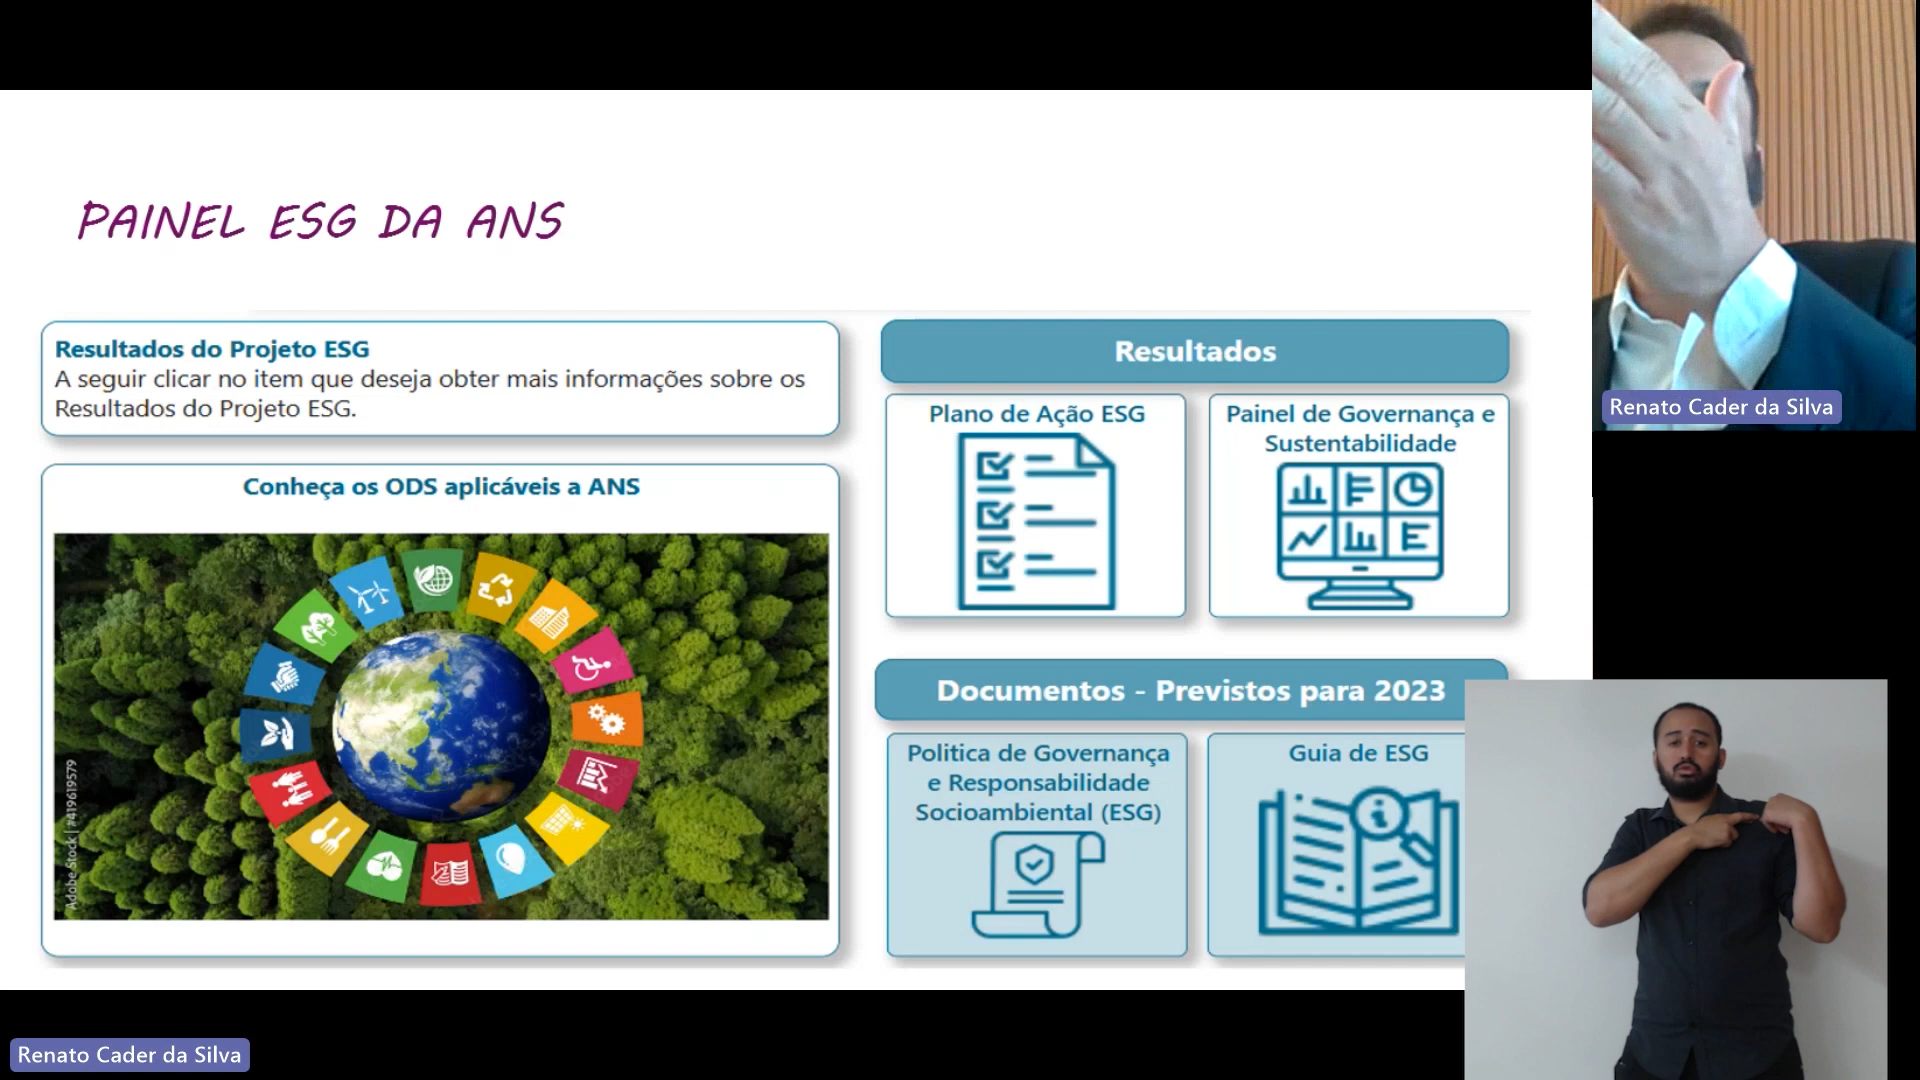 PAINEL ESG DA ANS
Resultados do Projeto ESG
A seguir clicar no item que deseja obter mais informações sobre os
Resultados do Projeto ESG.
Conheça os ODS aplicáveis a ANS
Adobe Stock | #419619579
Resultados
Plano de Ação ESG
Painel de Governança e
Sustentabilidade
Documentos - Previstos para 2023
Politica de Governança
e Responsabilidade
Socioambiental (ESG)
Guia de ESG
Renato Cader da Silva
Renato Cader da Silva